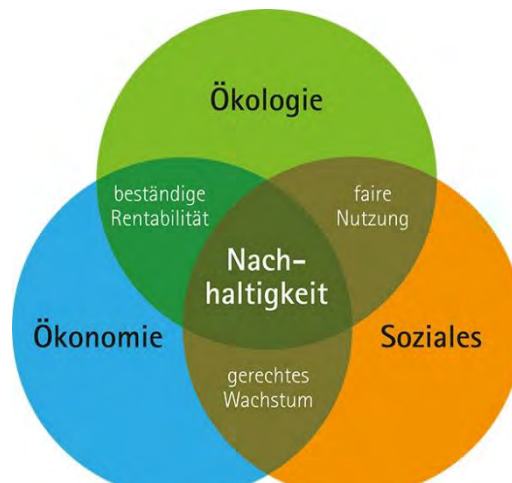 Ökologie
beständige
Rentabilität
faire
Nutzung
Nach-
haltigkeit
Ökonomie
Soziales
gerechtes
Wachstum